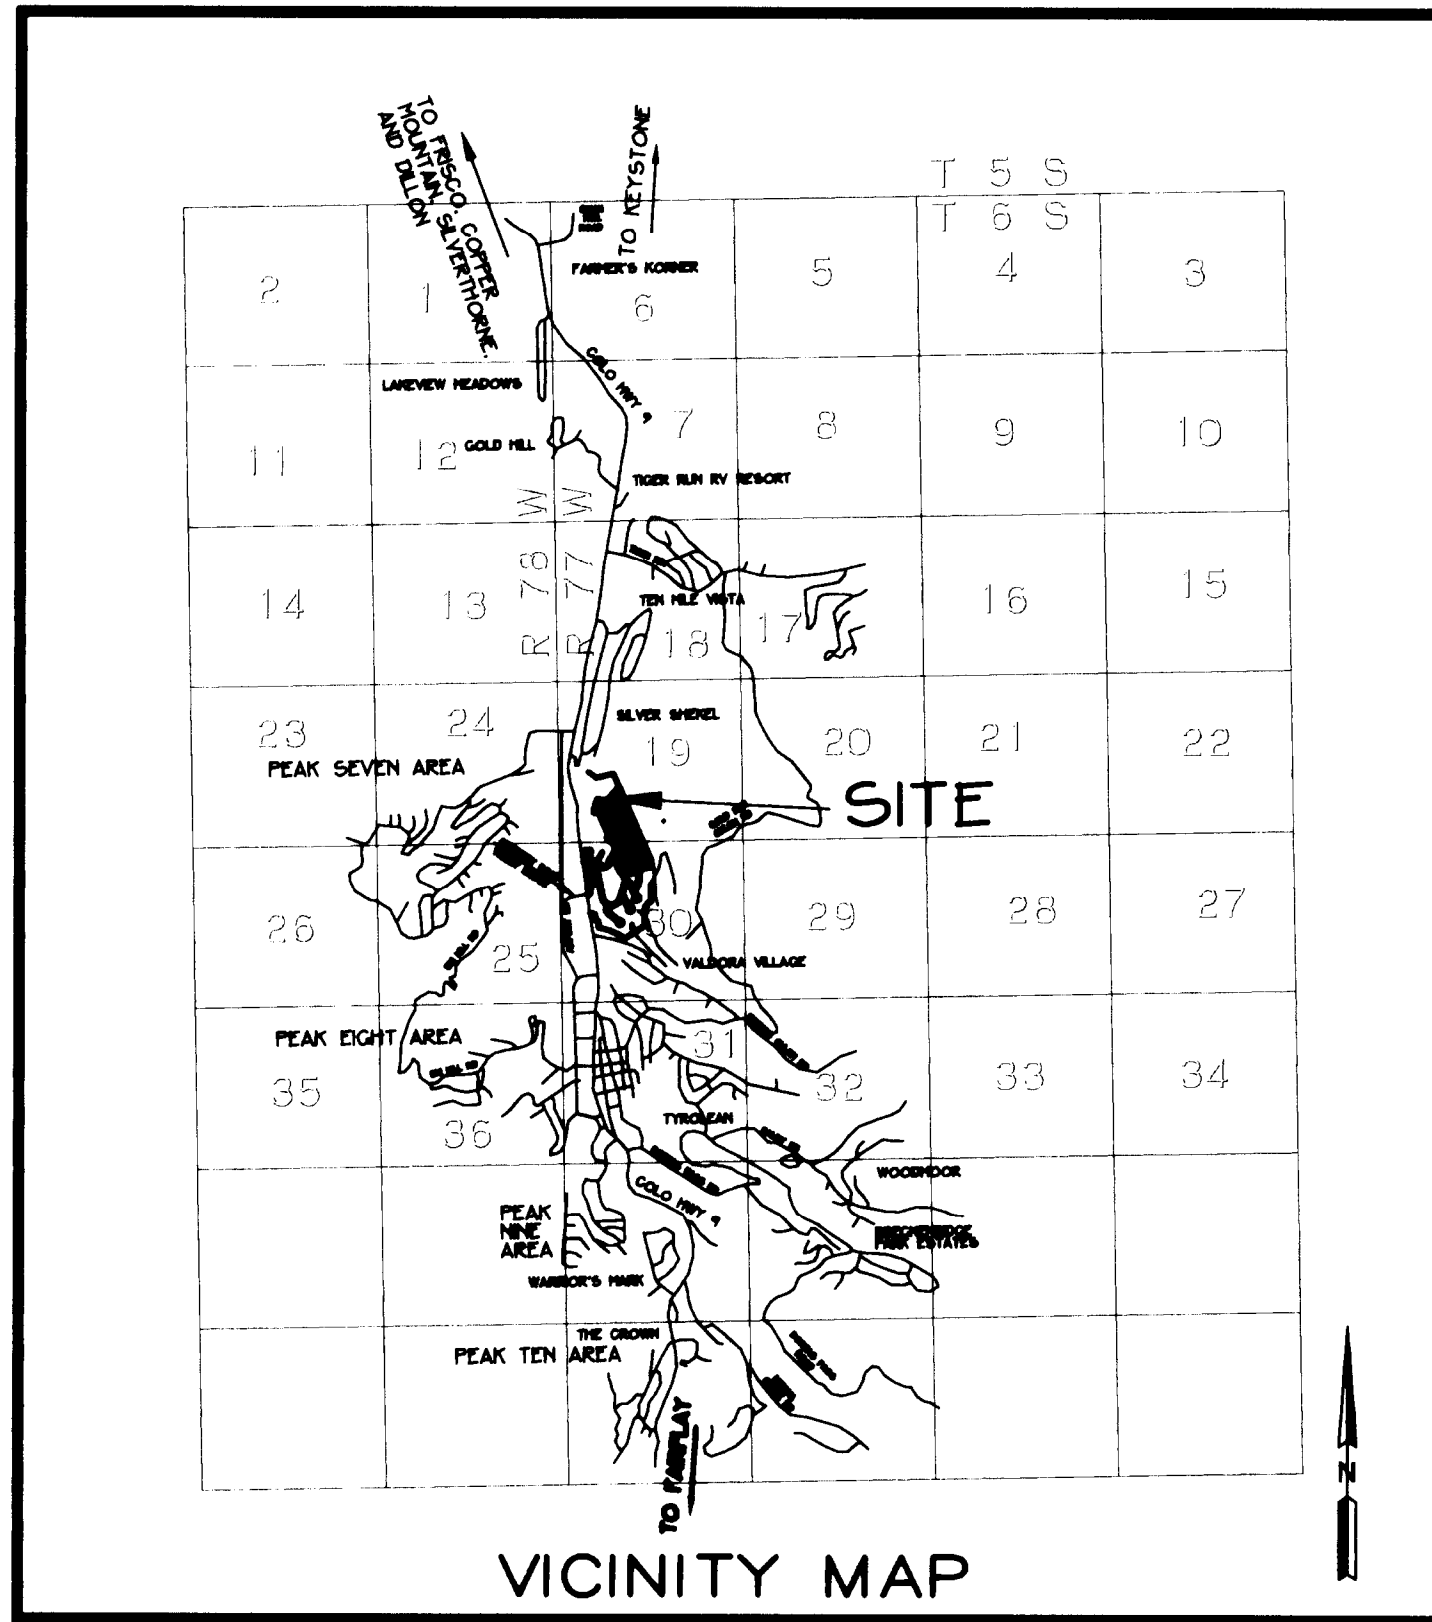 TO FRISCO, COPPER
MOUNTAIN, SILVERTHORNE,
AND DILLON
TO KEYSTONE
T 5 S
T 6 S
FARMER'S KORNER
2
1
6
5
4
3
COLO HWY 9
LAKEVIEW MEADOWS
GOLD HILL
11
12
7
8
9
10
TIGER RUN RV RESORT
R 78 W
R 77 W
TEN MILE VISTA
14
13
18
17
16
15
SILVER SHEKEL
23
24
19
20
21
22
PEAK SEVEN AREA
SITE
26
25
30
29
28
27
VALDORA VILLAGE
PEAK EIGHT AREA
35
36
31
32
33
34
TYROLEAN
WOODMOOR
COLO HWY 9
PEAK
NINE
AREA
BRECKENRIDGE
PARK ESTATES
WARRIOR'S MARK
THE CROWN
PEAK TEN AREA
TO FAIRPLAY
N
VICINITY MAP